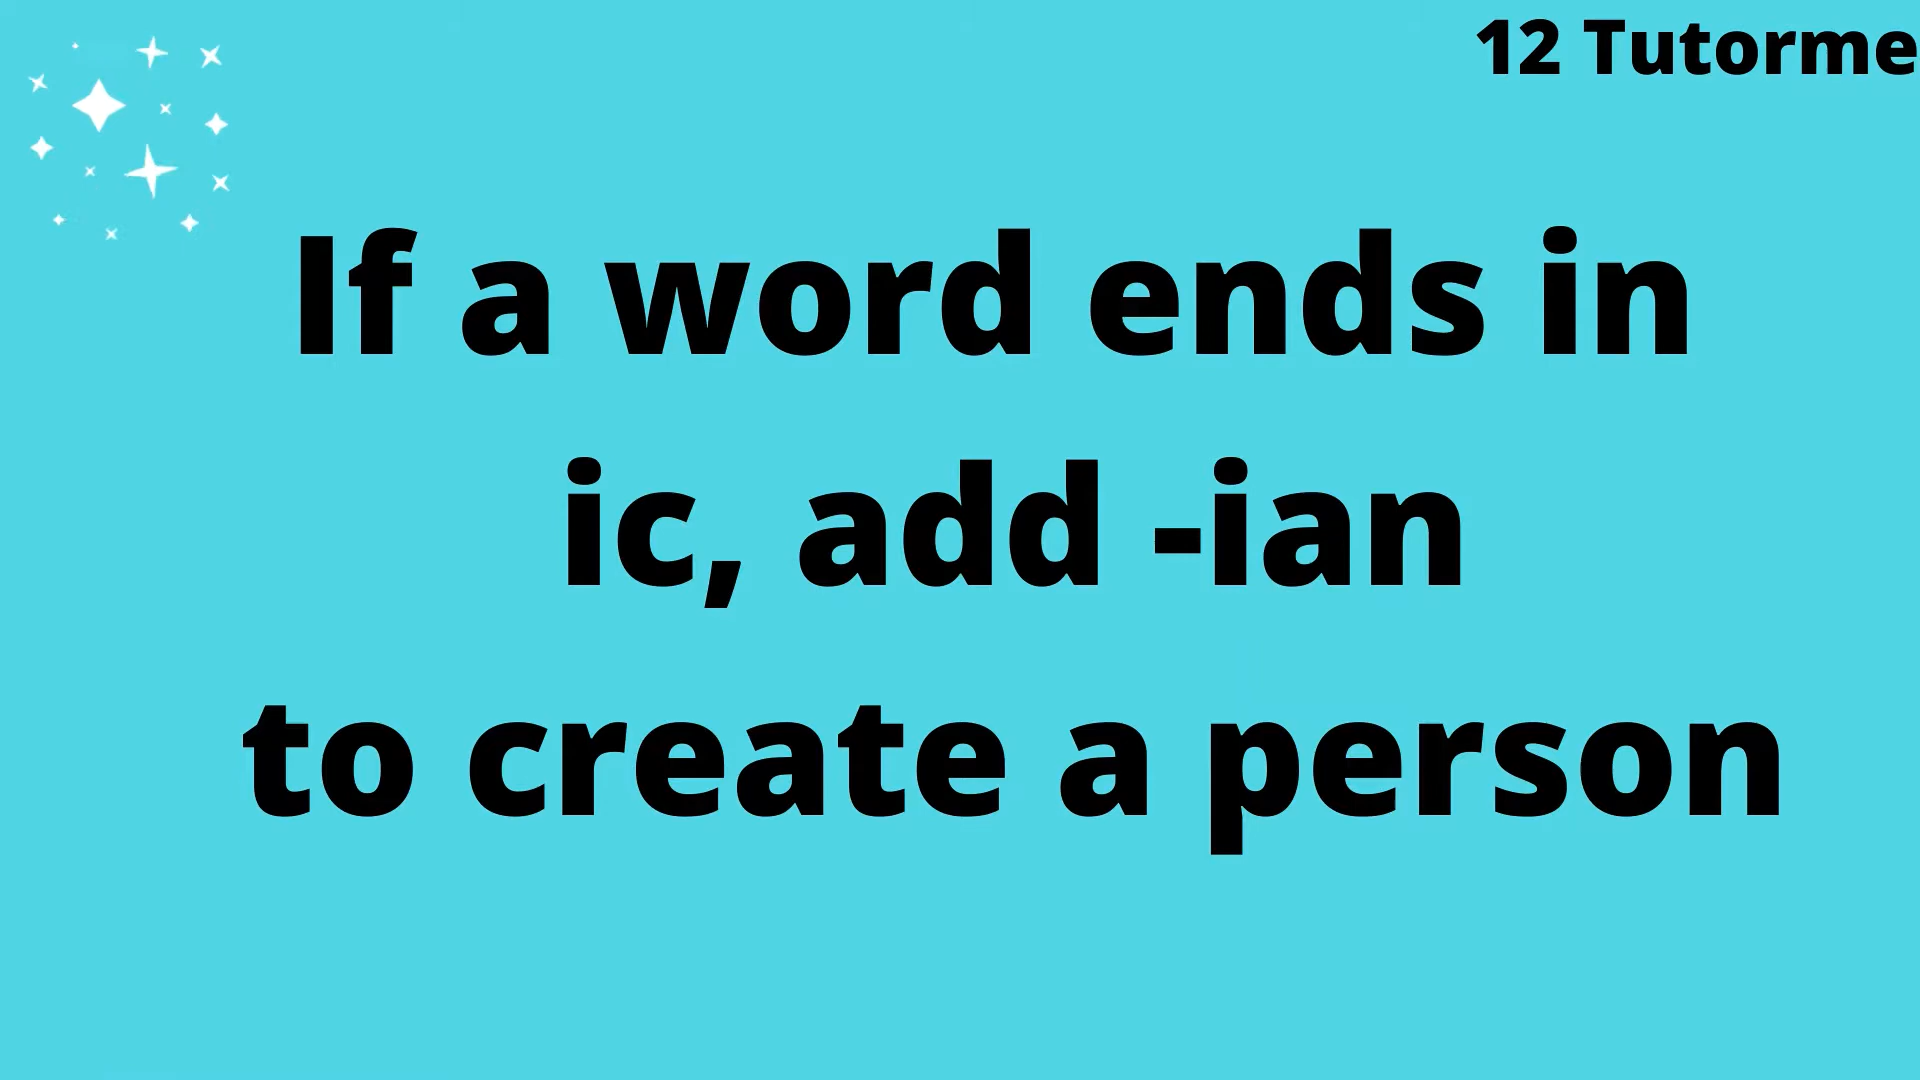 12 Tutorme
If a word ends in
ic, add -ian
to create a person